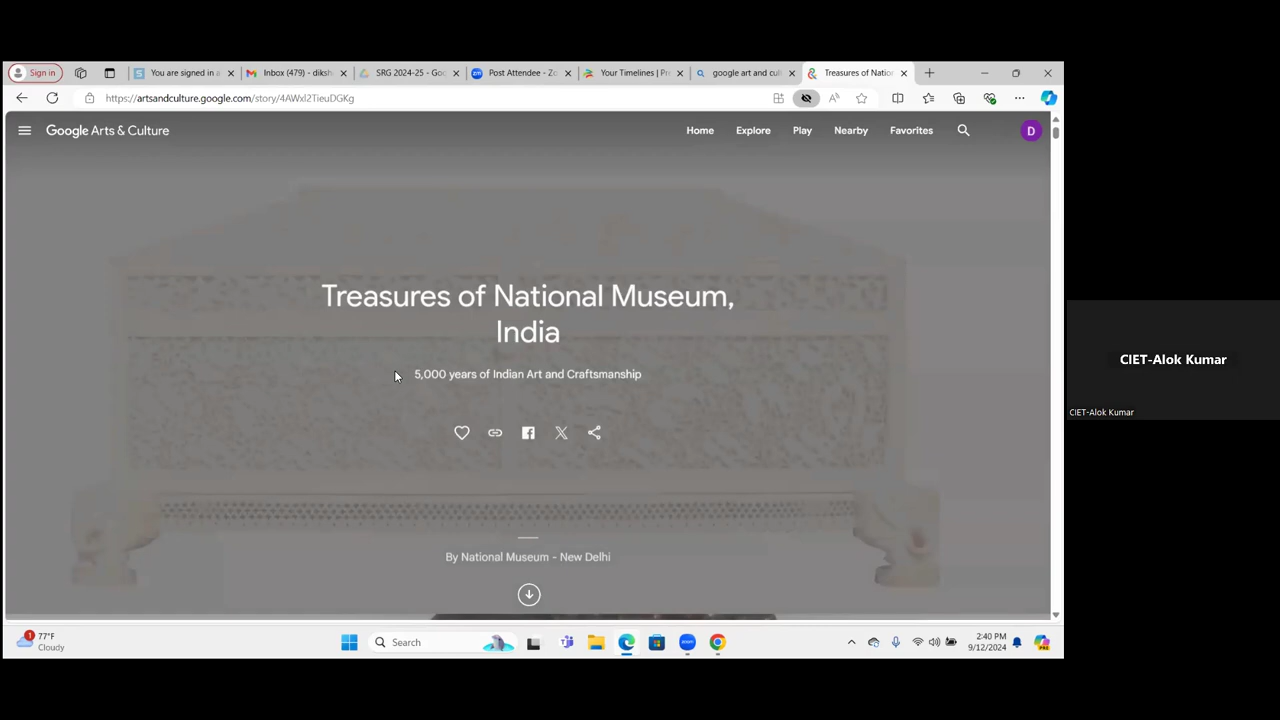 Sign in
You are signed in a
Inbox (479) - diksh
SRG 2024-25 - Goo
Post Attendee - Zo
Your Timelines | Pr
google art and cul
Treasures of Nation
https://artsandculture.google.com/story/4AWxl2TieuDGKg
Google Arts & Culture
Home
Explore
Play
Nearby
Favorites
D
Treasures of National Museum,
India
5,000 years of Indian Art and Craftsmanship
By National Museum - New Delhi
CIET-Alok Kumar
CIET-Alok Kumar
1
77°F
Cloudy
Search
2:40 PM
9/12/2024